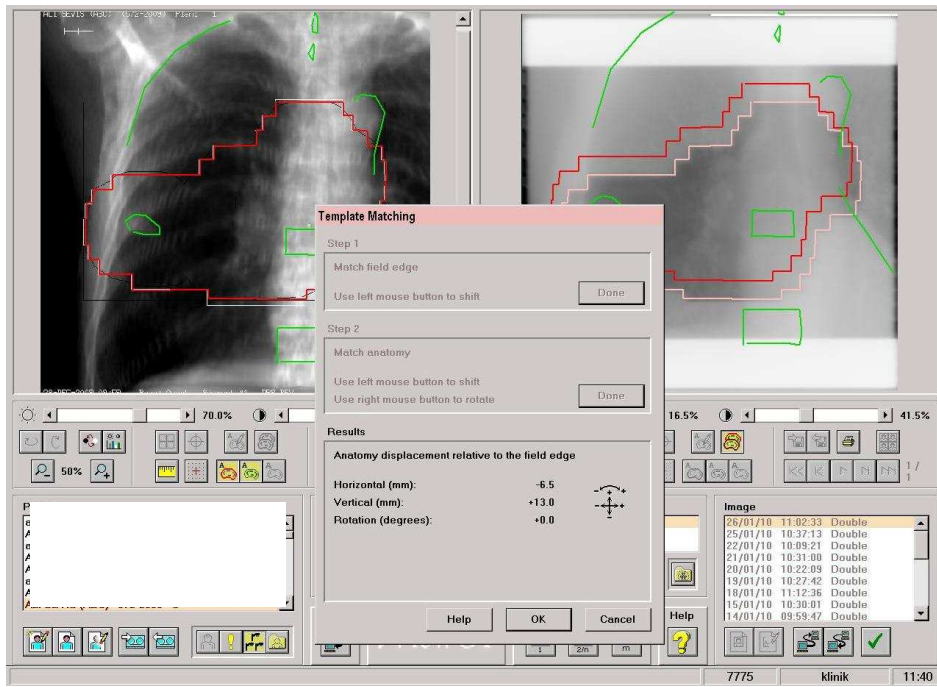 Template Matching
Step 1
Match field edge
Use left mouse button to shift
Done
Step 2
Match anatomy
Use left mouse button to shift
Use right mouse button to rotate
Done
Results
Anatomy displacement relative to the field edge
Horizontal (mm): -6.5
Vertical (mm): +13.0
Rotation (degrees): +0.0
Help OK Cancel
70.0%
16.5%
41.5%
50%
1 /
1
Image
26/01/10 11:02:33 Double
25/01/10 10:37:13 Double
22/01/10 10:09:21 Double
21/01/10 10:31:00 Double
20/01/10 10:22:09 Double
19/01/10 10:27:42 Double
18/01/10 11:12:36 Double
15/01/10 10:30:01 Double
14/01/10 09:59:47 Double
Help
1 2/n m
7775 klinik 11:40